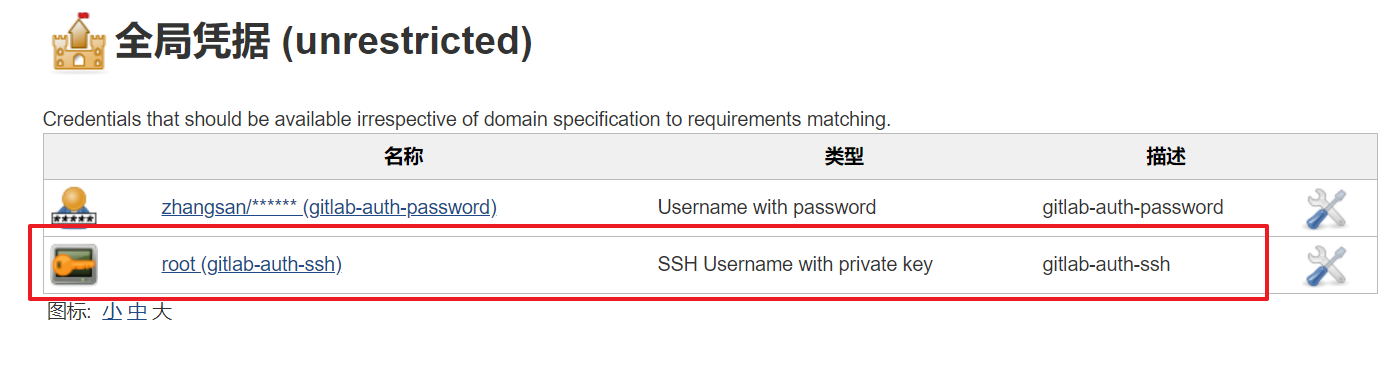 全局凭据 (unrestricted)
Credentials that should be available irrespective of domain specification to requirements matching.
名称 类型 描述
zhangsan/****** (gitlab-auth-password) Username with password gitlab-auth-password
root (gitlab-auth-ssh) SSH Username with private key gitlab-auth-ssh
图标: 小 中 大